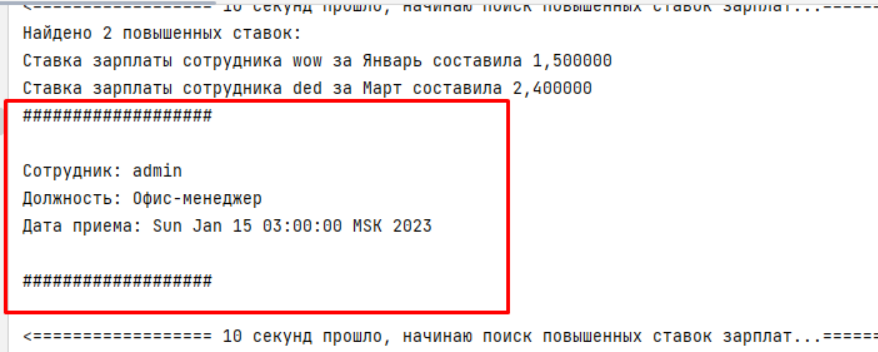 <================== 10 секунд прошло, начинаю поиск повышенных ставок зарплат...======
Найдено 2 повышенных ставок:
Ставка зарплаты сотрудника wow за Январь составила 1,500000
Ставка зарплаты сотрудника ded за Март составила 2,400000
###################
Сотрудник: admin
Должность: Офис-менеджер
Дата приема: Sun Jan 15 03:00:00 MSK 2023
###################
<================== 10 секунд прошло, начинаю поиск повышенных ставок зарплат...======